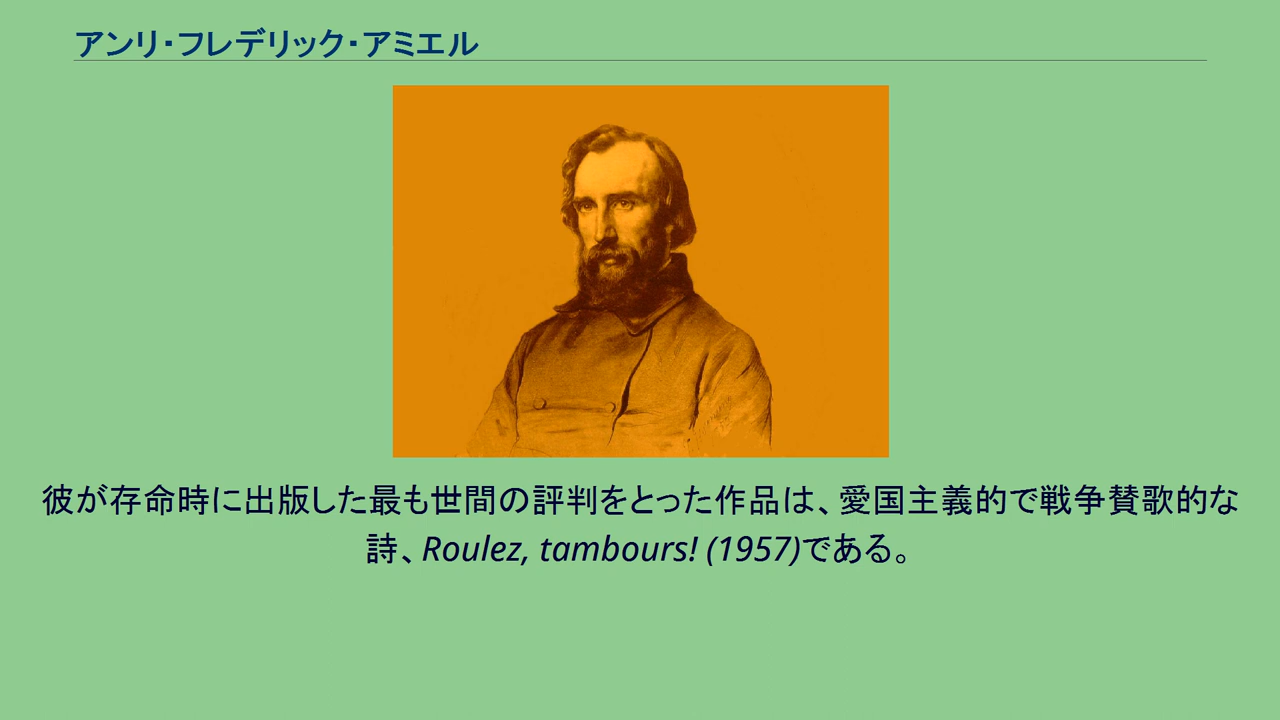 アンリ・フレデリック・アミエル
彼が存命時に出版した最も世間の評判をとった作品は、愛国主義的で戦争賛歌的な
詩、Roulez, tambours! (1957)である。